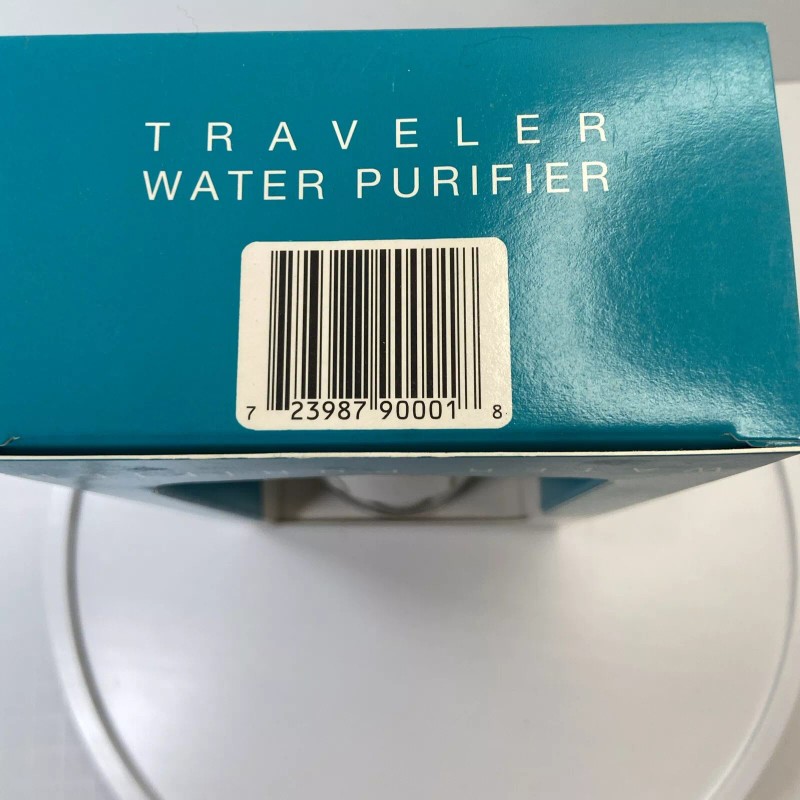 TRAVELER
WATER PURIFIER
7 23987 90001 8